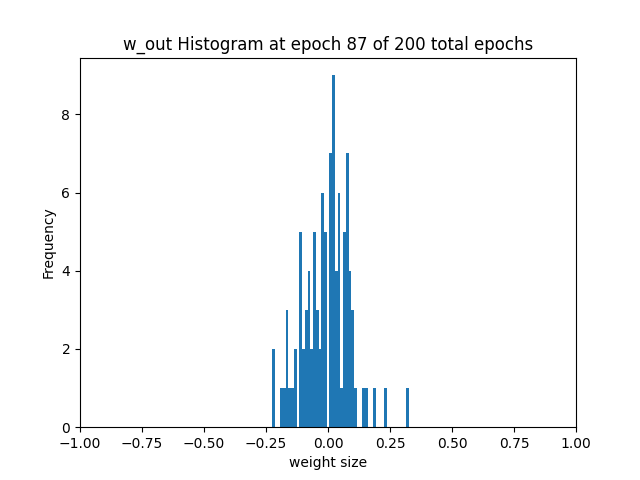 w_out Histogram at epoch 87 of 200 total epochs
Frequency
8
6
4
2
0
−1.00 −0.75 −0.50 −0.25 0.00 0.25 0.50 0.75 1.00
weight size